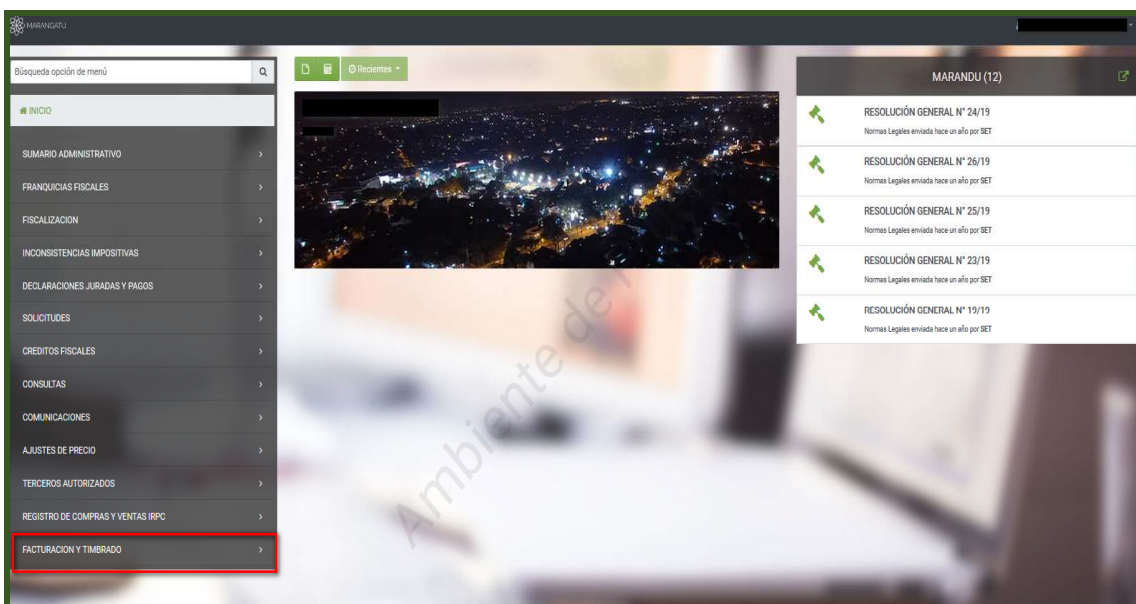 MARANGATU
Búsqueda opción de menú
Recientes
INICIO
SUMARIO ADMINISTRATIVO
FRANQUICIAS FISCALES
FISCALIZACION
INCONSISTENCIAS IMPOSITIVAS
DECLARACIONES JURADAS Y PAGOS
SOLICITUDES
CREDITOS FISCALES
CONSULTAS
COMUNICACIONES
AJUSTES DE PRECIO
TERCEROS AUTORIZADOS
REGISTRO DE COMPRAS Y VENTAS IRPC
FACTURACION Y TIMBRADO
MARANDU (12)
RESOLUCIÓN GENERAL N° 24/19
Normas Legales enviada hace un año por SET
RESOLUCIÓN GENERAL N° 26/19
Normas Legales enviada hace un año por SET
RESOLUCIÓN GENERAL N° 25/19
Normas Legales enviada hace un año por SET
RESOLUCIÓN GENERAL N° 23/19
Normas Legales enviada hace un año por SET
RESOLUCIÓN GENERAL N° 19/19
Normas Legales enviada hace un año por SET
Ambiente de